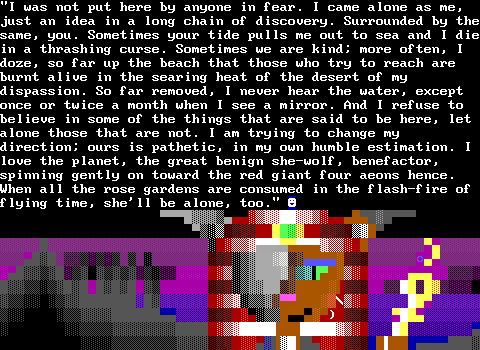 "I was not put here by anyone in fear. I came alone as me,
just an idea in a long chain of discovery. Surrounded by the
same, you. Sometimes your tide pulls me out to sea and I die
in a thrashing curse. Sometimes we are kind; more often, I
doze, so far up the beach that those who try to reach are
burnt alive in the searing heat of the desert of my
dispassion. So far removed, I never hear the water, except
once or twice a month when I see a mirror. And I refuse to
believe in some of the things that are said to be here, let
alone those that are not. I am trying to change my
direction; ours is pathetic, in my own humble estimation. I
love the planet, the great benign she-wolf, benefactor,
spinning gently on toward the red giant four aeons hence.
When all the rose gardens are consumed in the flash-fire of
flying time, she'll be alone, too."